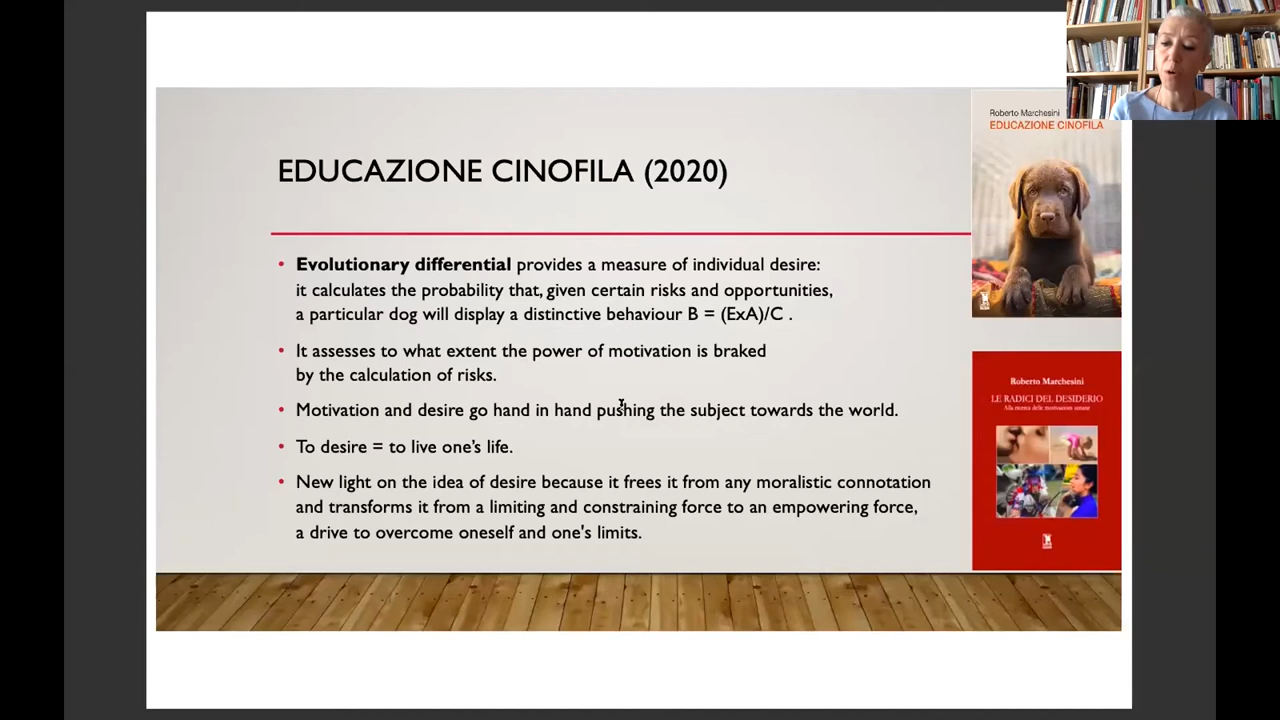 EDUCAZIONE CINOFILA (2020)
• Evolutionary differential provides a measure of individual desire:
it calculates the probability that, given certain risks and opportunities,
a particular dog will display a distinctive behaviour B = (ExA)/C .
• It assesses to what extent the power of motivation is braked
by the calculation of risks.
• Motivation and desire go hand in hand pushing the subject towards the world.
• To desire = to live one’s life.
• New light on the idea of desire because it frees it from any moralistic connotation
and transforms it from a limiting and constraining force to an empowering force,
a drive to overcome oneself and one's limits.
Roberto Marchesini
EDUCAZIONE CINOFILA
Roberto Marchesini
LE RADICI DEL DESIDERIO
Alla ricerca delle motivazioni umane